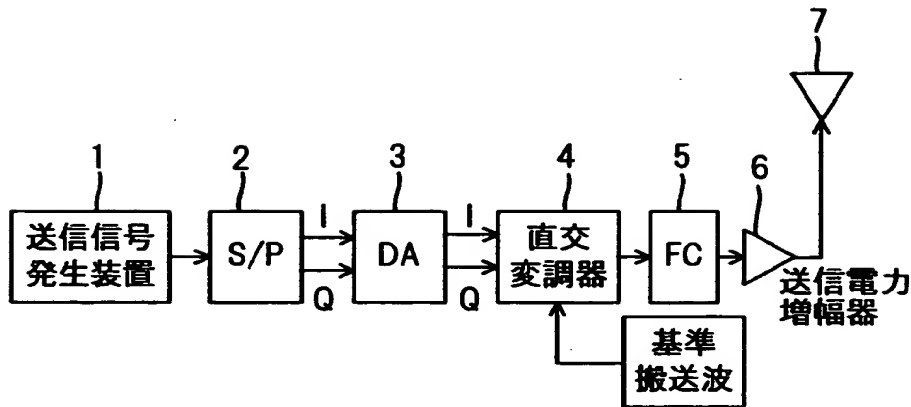 7
1
2
3
4
5
6
送信信号
発生装置
S/P
I
Q
DA
I
Q
直交
変調器
FC
送信電力
増幅器
基準
搬送波